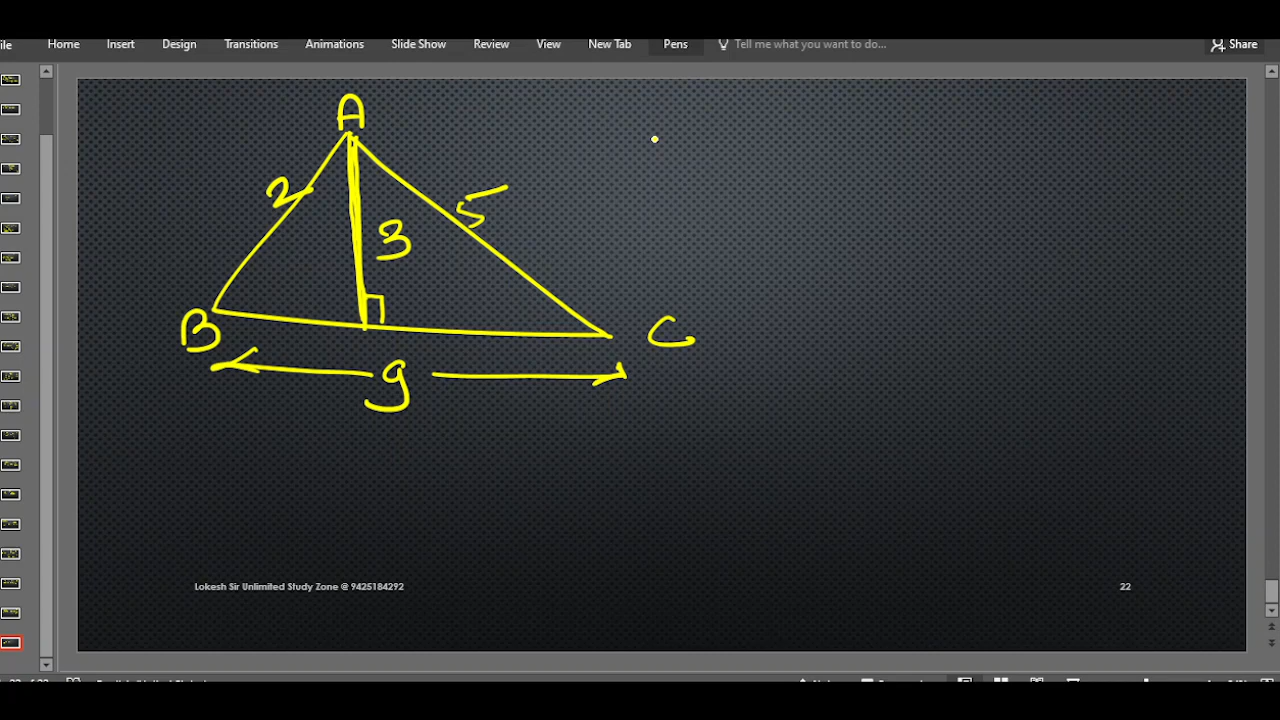 ile Home Insert Design Transitions Animations Slide Show Review View New Tab Pens Tell me what you want to do... Share
A
2
5
3
B
C
9
Lokesh Sir Unlimited Study Zone @ 9425184292
22